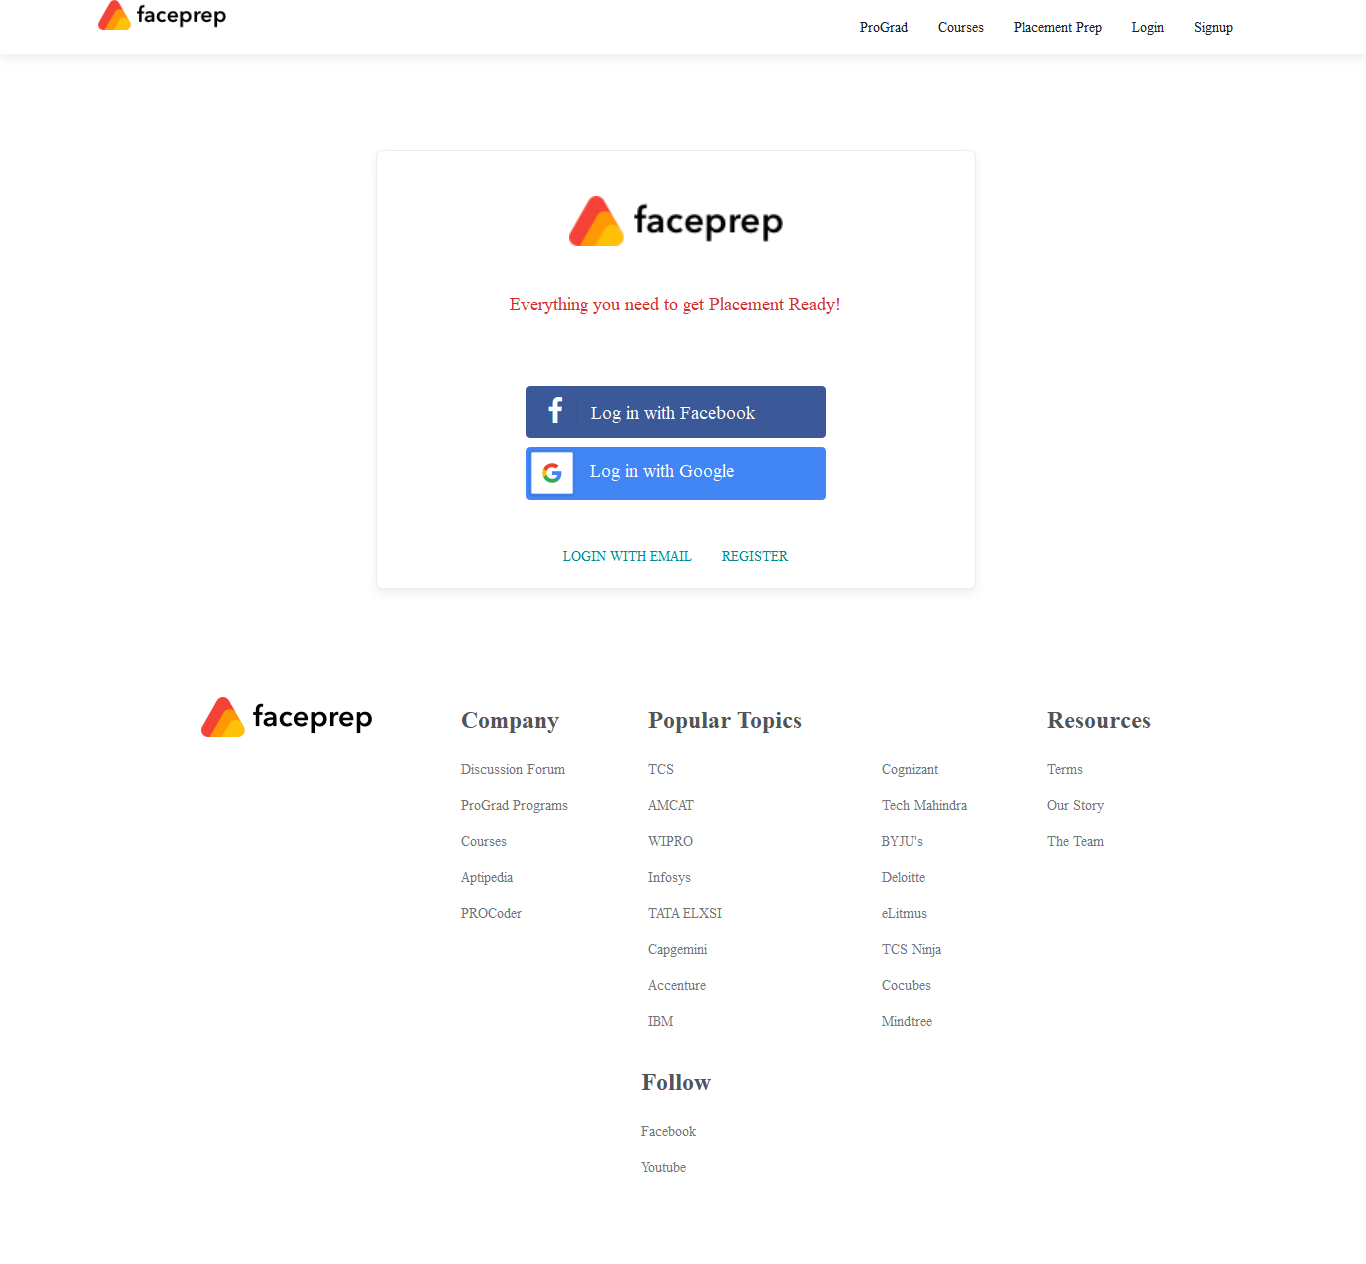 faceprep
ProGrad
Courses
Placement Prep
Login
Signup
faceprep
Everything you need to get Placement Ready!
Log in with Facebook
Log in with Google
LOGIN WITH EMAIL
REGISTER
faceprep
Company
Discussion Forum
ProGrad Programs
Courses
Aptipedia
PROCoder
Popular Topics
TCS
AMCAT
WIPRO
Infosys
TATA ELXSI
Capgemini
Accenture
IBM
Cognizant
Tech Mahindra
BYJU's
Deloitte
eLitmus
TCS Ninja
Cocubes
Mindtree
Resources
Terms
Our Story
The Team
Follow
Facebook
Youtube